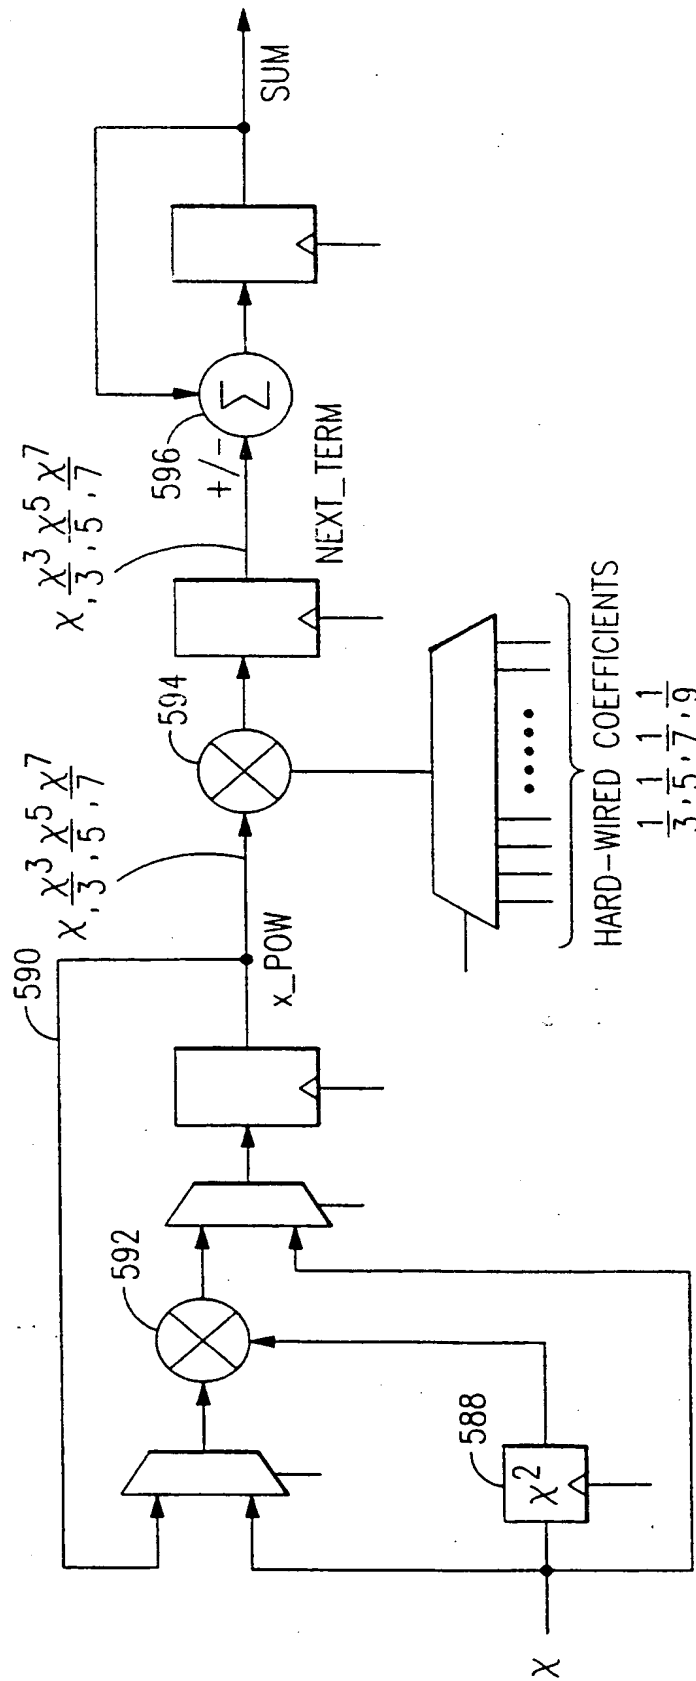 χ
588
χ²
592
590
x_POW
χ, χ³/3, χ⁵/5, χ⁷/7
594
HARD-WIRED COEFFICIENTS
1/3, 1/5, 1/7, 1/9
χ, χ³/3, χ⁵/5, χ⁷/7
NEXT_TERM
596
+/-
Σ
SUM